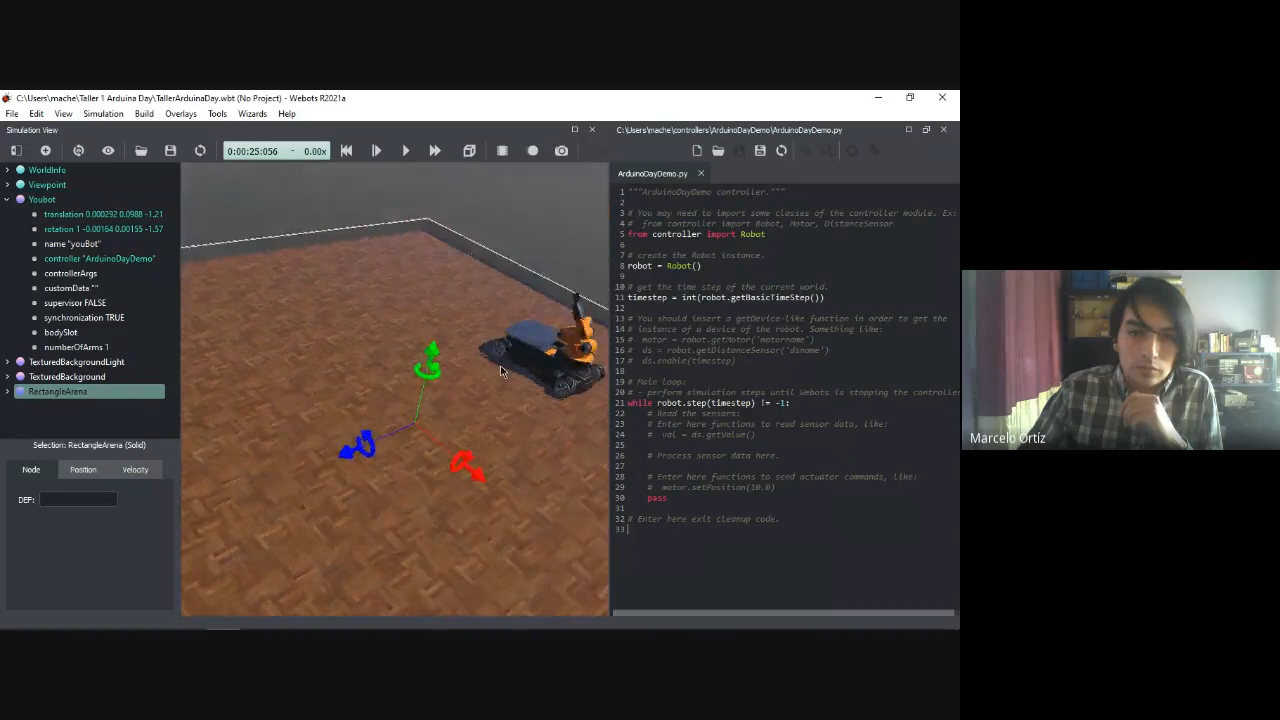 C:\Users\mache\Taller 1 Arduina Day\TallerArduinaDay.wbt (No Project) - Webots R2021a
File Edit View Simulation Build Overlays Tools Wizards Help
Simulation View
0:00:25:056 - 0.00x
WorldInfo
Viewpoint
Youbot
translation 0.000292 0.0988 -1.21
rotation 1 -0.00164 0.00155 -1.57
name "youBot"
controller "ArduinoDayDemo"
controllerArgs
customData ""
supervisor FALSE
synchronization TRUE
bodySlot
numberOfArms 1
TexturedBackgroundLight
TexturedBackground
RectangleArena
Selection: RectangleArena (Solid)
Node Position Velocity
DEF:
C:\Users\mache\controllers\ArduinoDayDemo\ArduinoDayDemo.py
ArduinoDayDemo.py
1 """ArduinoDayDemo controller."""
2
3 # You may need to import some classes of the controller module. Ex:
4 #  from controller import Robot, Motor, DistanceSensor
5 from controller import Robot
6
7 # create the Robot instance.
8 robot = Robot()
9
10 # get the time step of the current world.
11 timestep = int(robot.getBasicTimeStep())
12
13 # You should insert a getDevice-like function in order to get the
14 # instance of a device of the robot. Something like:
15 #  motor = robot.getMotor('motorname')
16 #  ds = robot.getDistanceSensor('dsname')
17 #  ds.enable(timestep)
18
19 # Main loop:
20 # - perform simulation steps until Webots is stopping the controller
21 while robot.step(timestep) != -1:
22 # Read the sensors:
23 # Enter here functions to read sensor data, like:
24 #  val = ds.getValue()
25
26 # Process sensor data here.
27
28 # Enter here functions to send actuator commands, like:
29 #  motor.setPosition(10.0)
30 pass
31
32 # Enter here exit cleanup code.
33
Marcelo Ortíz